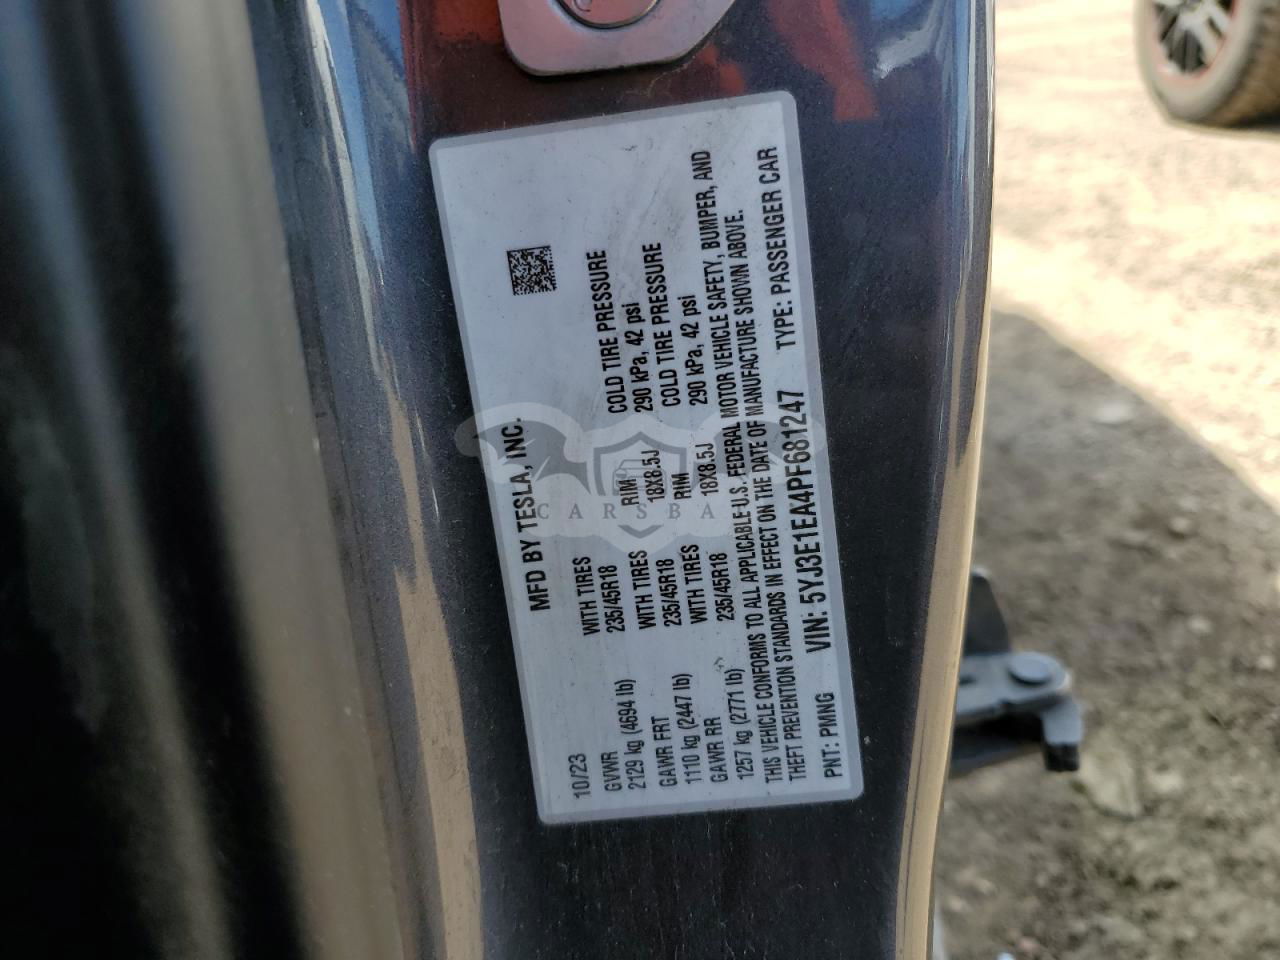 MFD BY TESLA, INC.
10/23
GVWR WITH TIRES RIM COLD TIRE PRESSURE
2129 kg (4694 lb) 235/45R18 18X8.5J 290 kPa, 42 psi
GAWR FRT WITH TIRES RIM COLD TIRE PRESSURE
1110 kg (2447 lb) 235/45R18 18X8.5J 290 kPa, 42 psi
GAWR RR WITH TIRES
1257 kg (2771 lb) 235/45R18
THIS VEHICLE CONFORMS TO ALL APPLICABLE U.S. FEDERAL MOTOR VEHICLE SAFETY, BUMPER, AND
THEFT PREVENTION STANDARDS IN EFFECT ON THE DATE OF MANUFACTURE SHOWN ABOVE.
PNT: PMNG VIN: 5YJ3E1EA4PF681247 TYPE: PASSENGER CAR
CARSBA